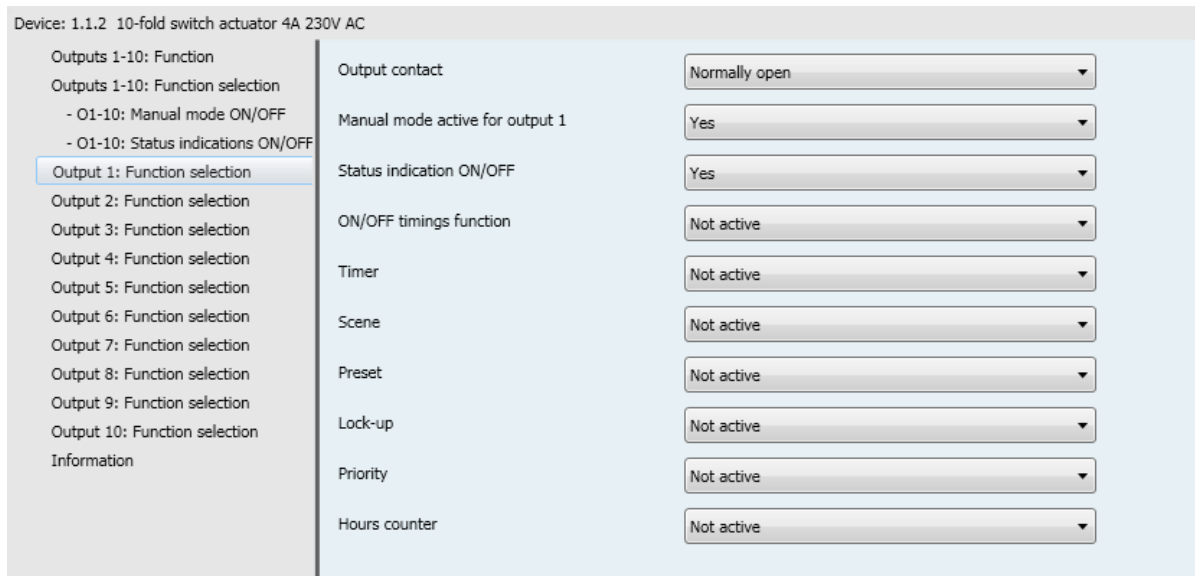 Device: 1.1.2 10-fold switch actuator 4A 230V AC
Outputs 1-10: Function
Outputs 1-10: Function selection
- O1-10: Manual mode ON/OFF
- O1-10: Status indications ON/OFF
Output 1: Function selection
Output 2: Function selection
Output 3: Function selection
Output 4: Function selection
Output 5: Function selection
Output 6: Function selection
Output 7: Function selection
Output 8: Function selection
Output 9: Function selection
Output 10: Function selection
Information
Output contact Normally open
Manual mode active for output 1 Yes
Status indication ON/OFF Yes
ON/OFF timings function Not active
Timer Not active
Scene Not active
Preset Not active
Lock-up Not active
Priority Not active
Hours counter Not active